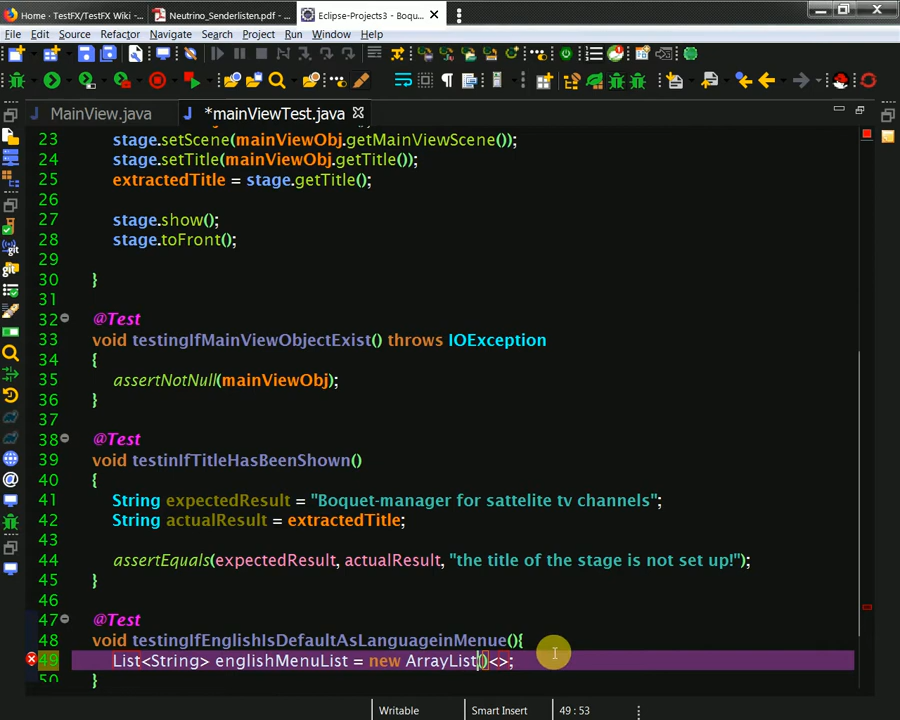 Home · TestFX/TestFX Wiki -...
Neutrino_Senderlisten.pdf - ...
Eclipse-Projects3 - Boque...
File Edit Source Refactor Navigate Search Project Run Window Help
MainView.java
*mainViewTest.java
23 stage.setScene(mainViewObj.getMainViewScene());
24 stage.setTitle(mainViewObj.getTitle());
25 extractedTitle = stage.getTitle();
26
27 stage.show();
28 stage.toFront();
29
30 }
31
32 @Test
33 void testingIfMainViewObjectExist() throws IOException
34 {
35 assertNotNull(mainViewObj);
36 }
37
38 @Test
39 void testinIfTitleHasBeenShown()
40 {
41 String expectedResult = "Boquet-manager for sattelite tv channels";
42 String actualResult = extractedTitle;
43
44 assertEquals(expectedResult, actualResult, "the title of the stage is not set up!");
45 }
46
47 @Test
48 void testingIfEnglishIsDefaultAsLanguageinMenue(){
49 List<String> englishMenuList = new ArrayList()<>;
50 }
Writable Smart Insert 49 : 53